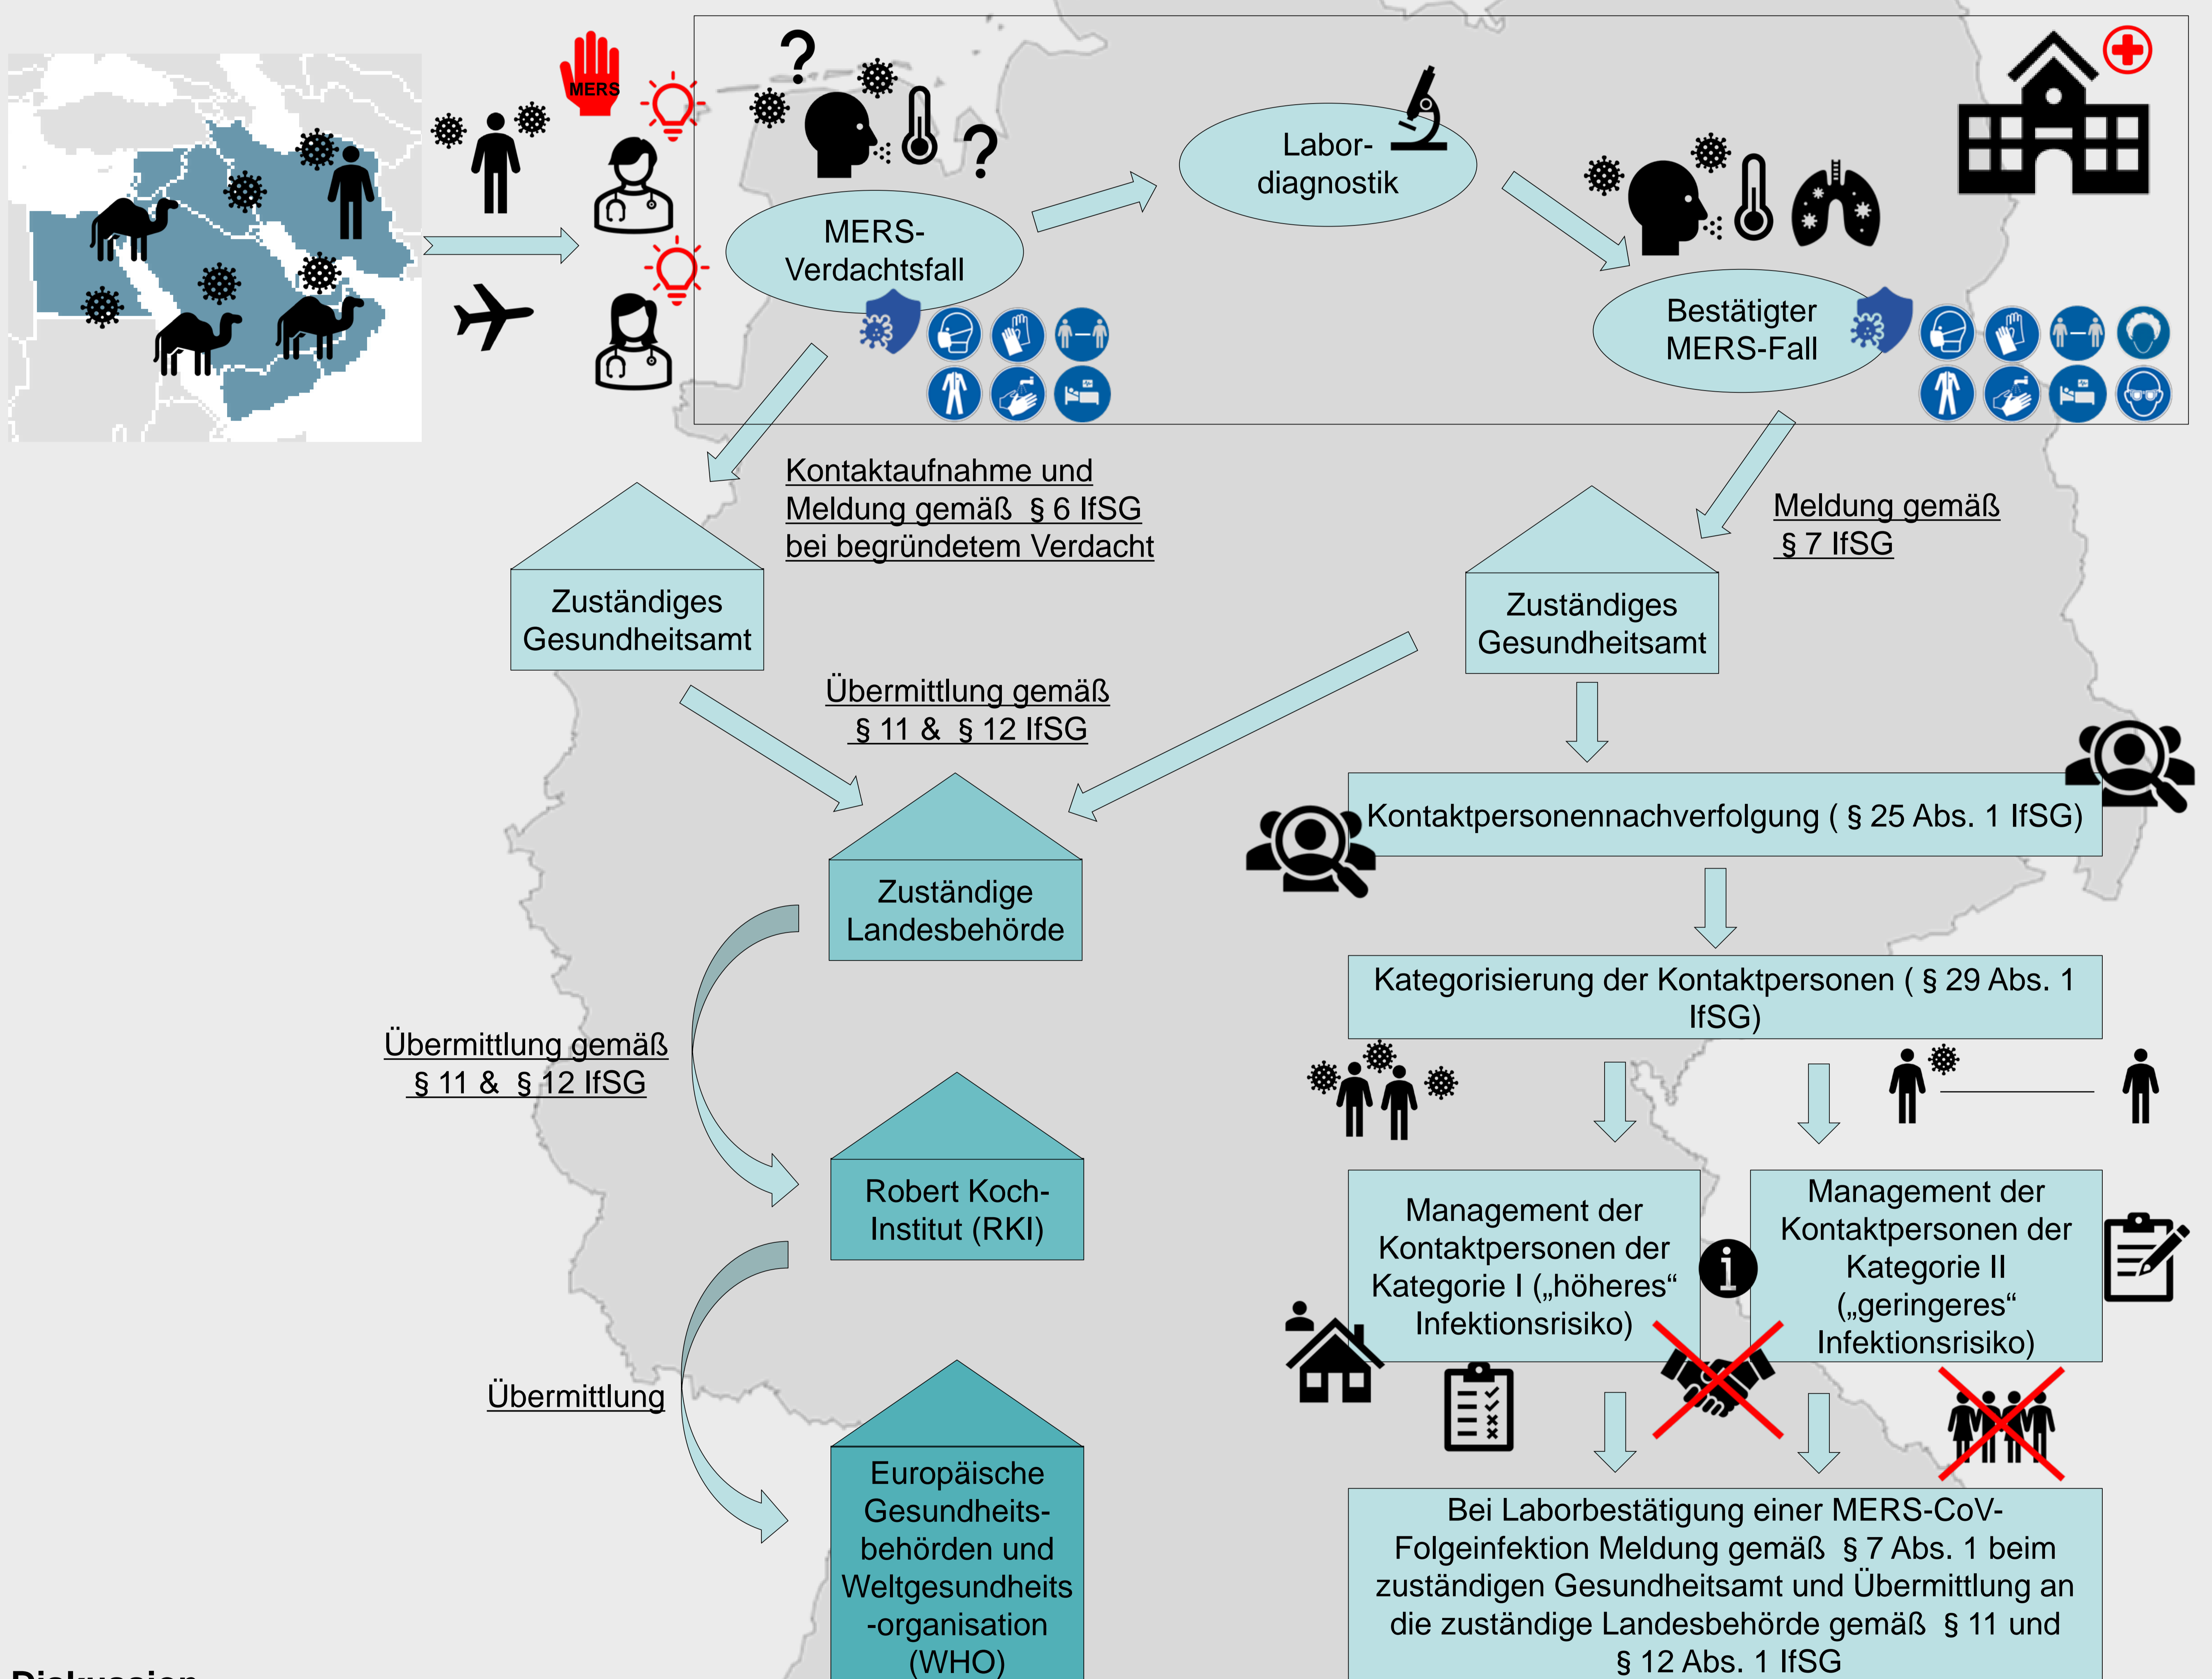 MERS
MERS-
Verdachtsfall
Labor-
diagnostik
Bestätigter
MERS-Fall
Kontaktaufnahme und
Meldung gemäß § 6 IfSG
bei begründetem Verdacht
Meldung gemäß
§ 7 IfSG
Zuständiges
Gesundheitsamt
Zuständiges
Gesundheitsamt
Übermittlung gemäß
§ 11 & § 12 IfSG
Kontaktpersonennachverfolgung ( § 25 Abs. 1 IfSG)
Zuständige
Landesbehörde
Kategorisierung der Kontaktpersonen ( § 29 Abs. 1
IfSG)
Übermittlung gemäß
§ 11 & § 12 IfSG
Robert Koch-
Institut (RKI)
Management der
Kontaktpersonen der
Kategorie I („höheres“
Infektionsrisiko)
i
Management der
Kontaktpersonen der
Kategorie II
(„geringeres“
Infektionsrisiko)
Übermittlung
Europäische
Gesundheits-
behörden und
Weltgesundheits
-organisation
(WHO)
Bei Laborbestätigung einer MERS-CoV-
Folgeinfektion Meldung gemäß § 7 Abs. 1 beim
zuständigen Gesundheitsamt und Übermittlung an
die zuständige Landesbehörde gemäß § 11 und
§ 12 Abs. 1 IfSG
Diskussion